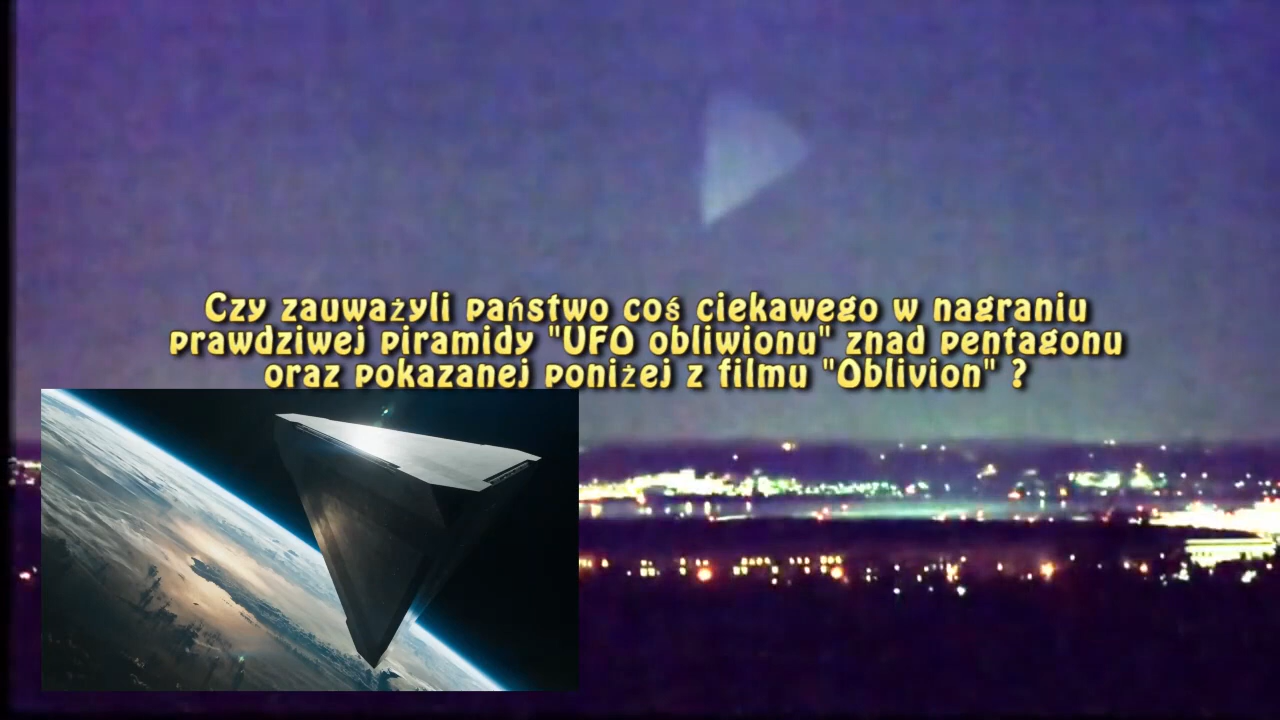 Czy zauważyli państwo coś ciekawego w nagraniu
prawdziwej piramidy "UFO obliwionu" znad pentagonu
oraz pokazanej poniżej z filmu "Oblivion" ?